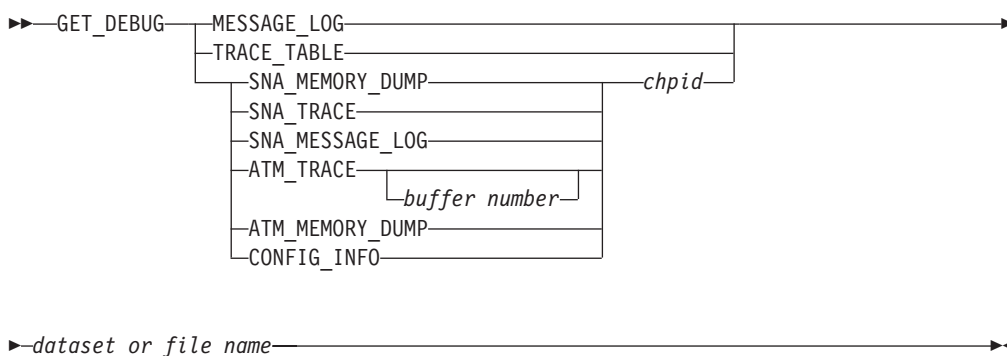 GET_DEBUG MESSAGE_LOG
TRACE_TABLE
SNA_MEMORY_DUMP chpid
SNA_TRACE
SNA_MESSAGE_LOG
ATM_TRACE
buffer number
ATM_MEMORY_DUMP
CONFIG_INFO
dataset or file name